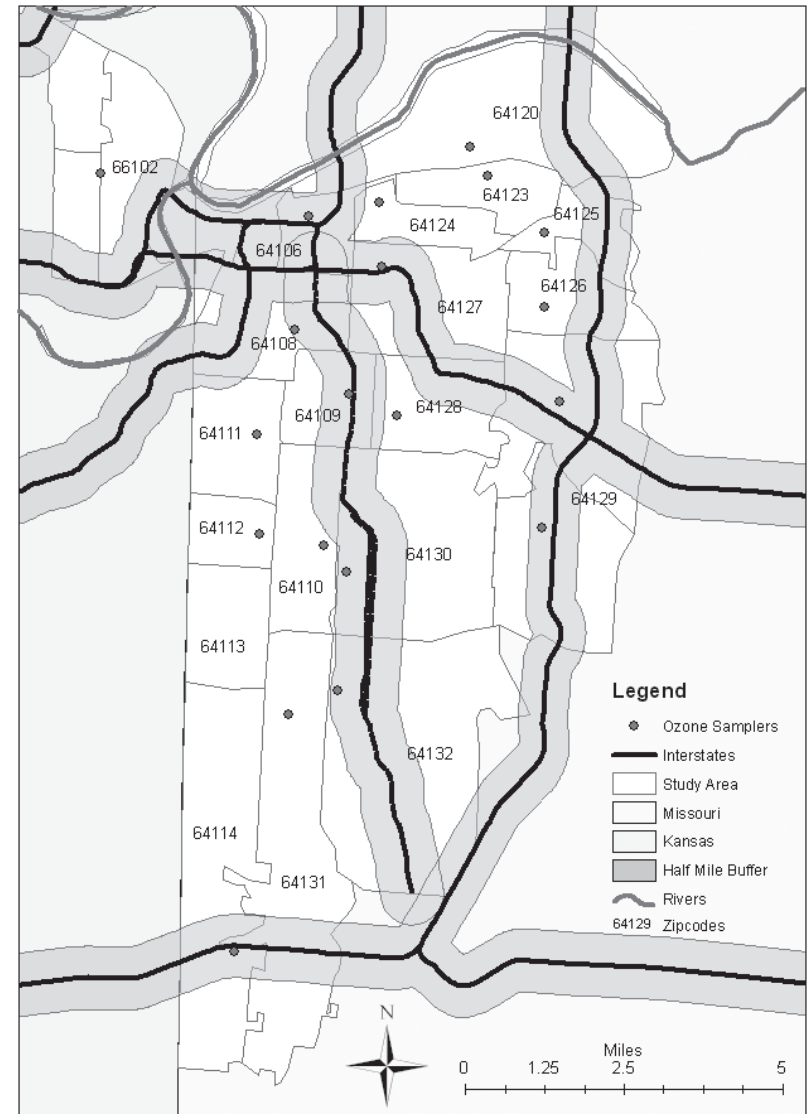 64120
66102
64123
64125
64124
64106
64126
64127
64108
64128
64109
64111
64129
64112
64130
64110
64113
Legend
Ozone Samplers
Interstates
64132
Study Area
Missouri
64114
Kansas
Half Mile Buffer
64131
Rivers
64129 Zipcodes
N
Miles
0 1.25 2.5 5